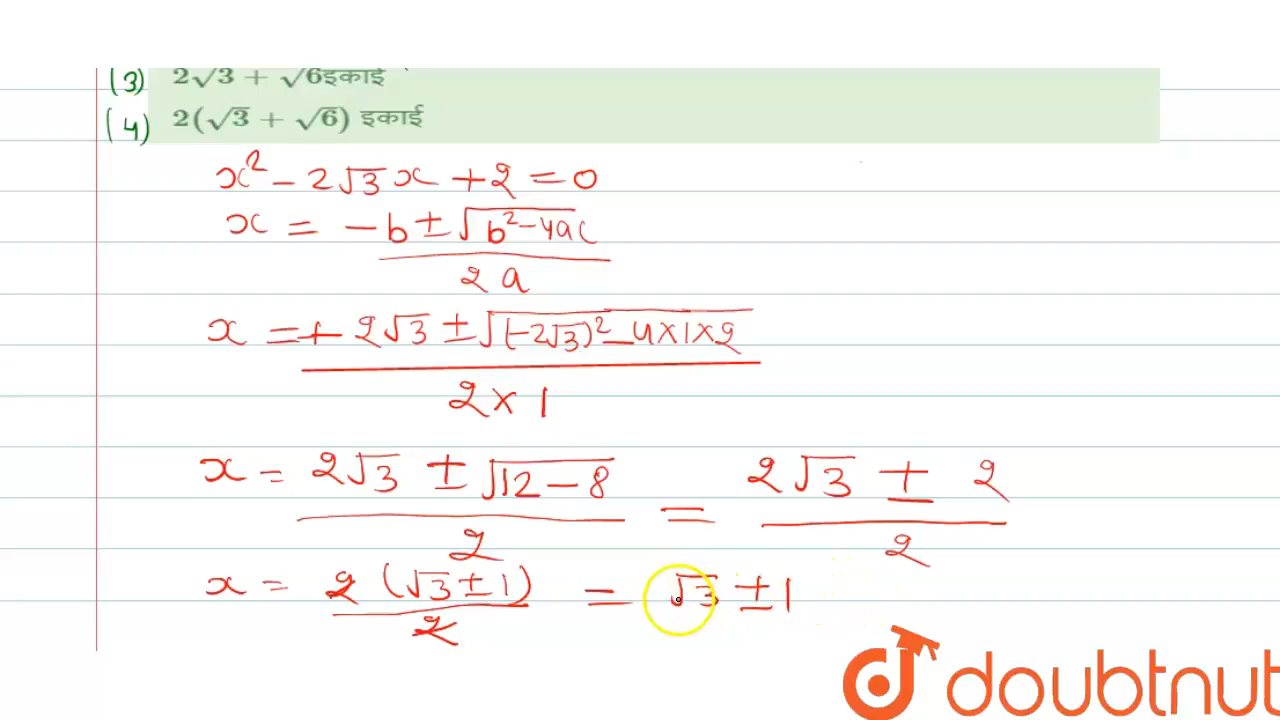 (3) 2√3 + √6इकाई
(4) 2(√3 + √6) इकाई
x² - 2√3x + 2 = 0
x = -b ± √b² - 4ac
2a
x = + 2√3 ± √(-2√3)² - 4×1×2
2 × 1
x = 2√3 ± √12 - 8 = 2√3 ± 2
2 2
x = 2 (√3 ± 1) = √3 ± 1
2
doubtnut